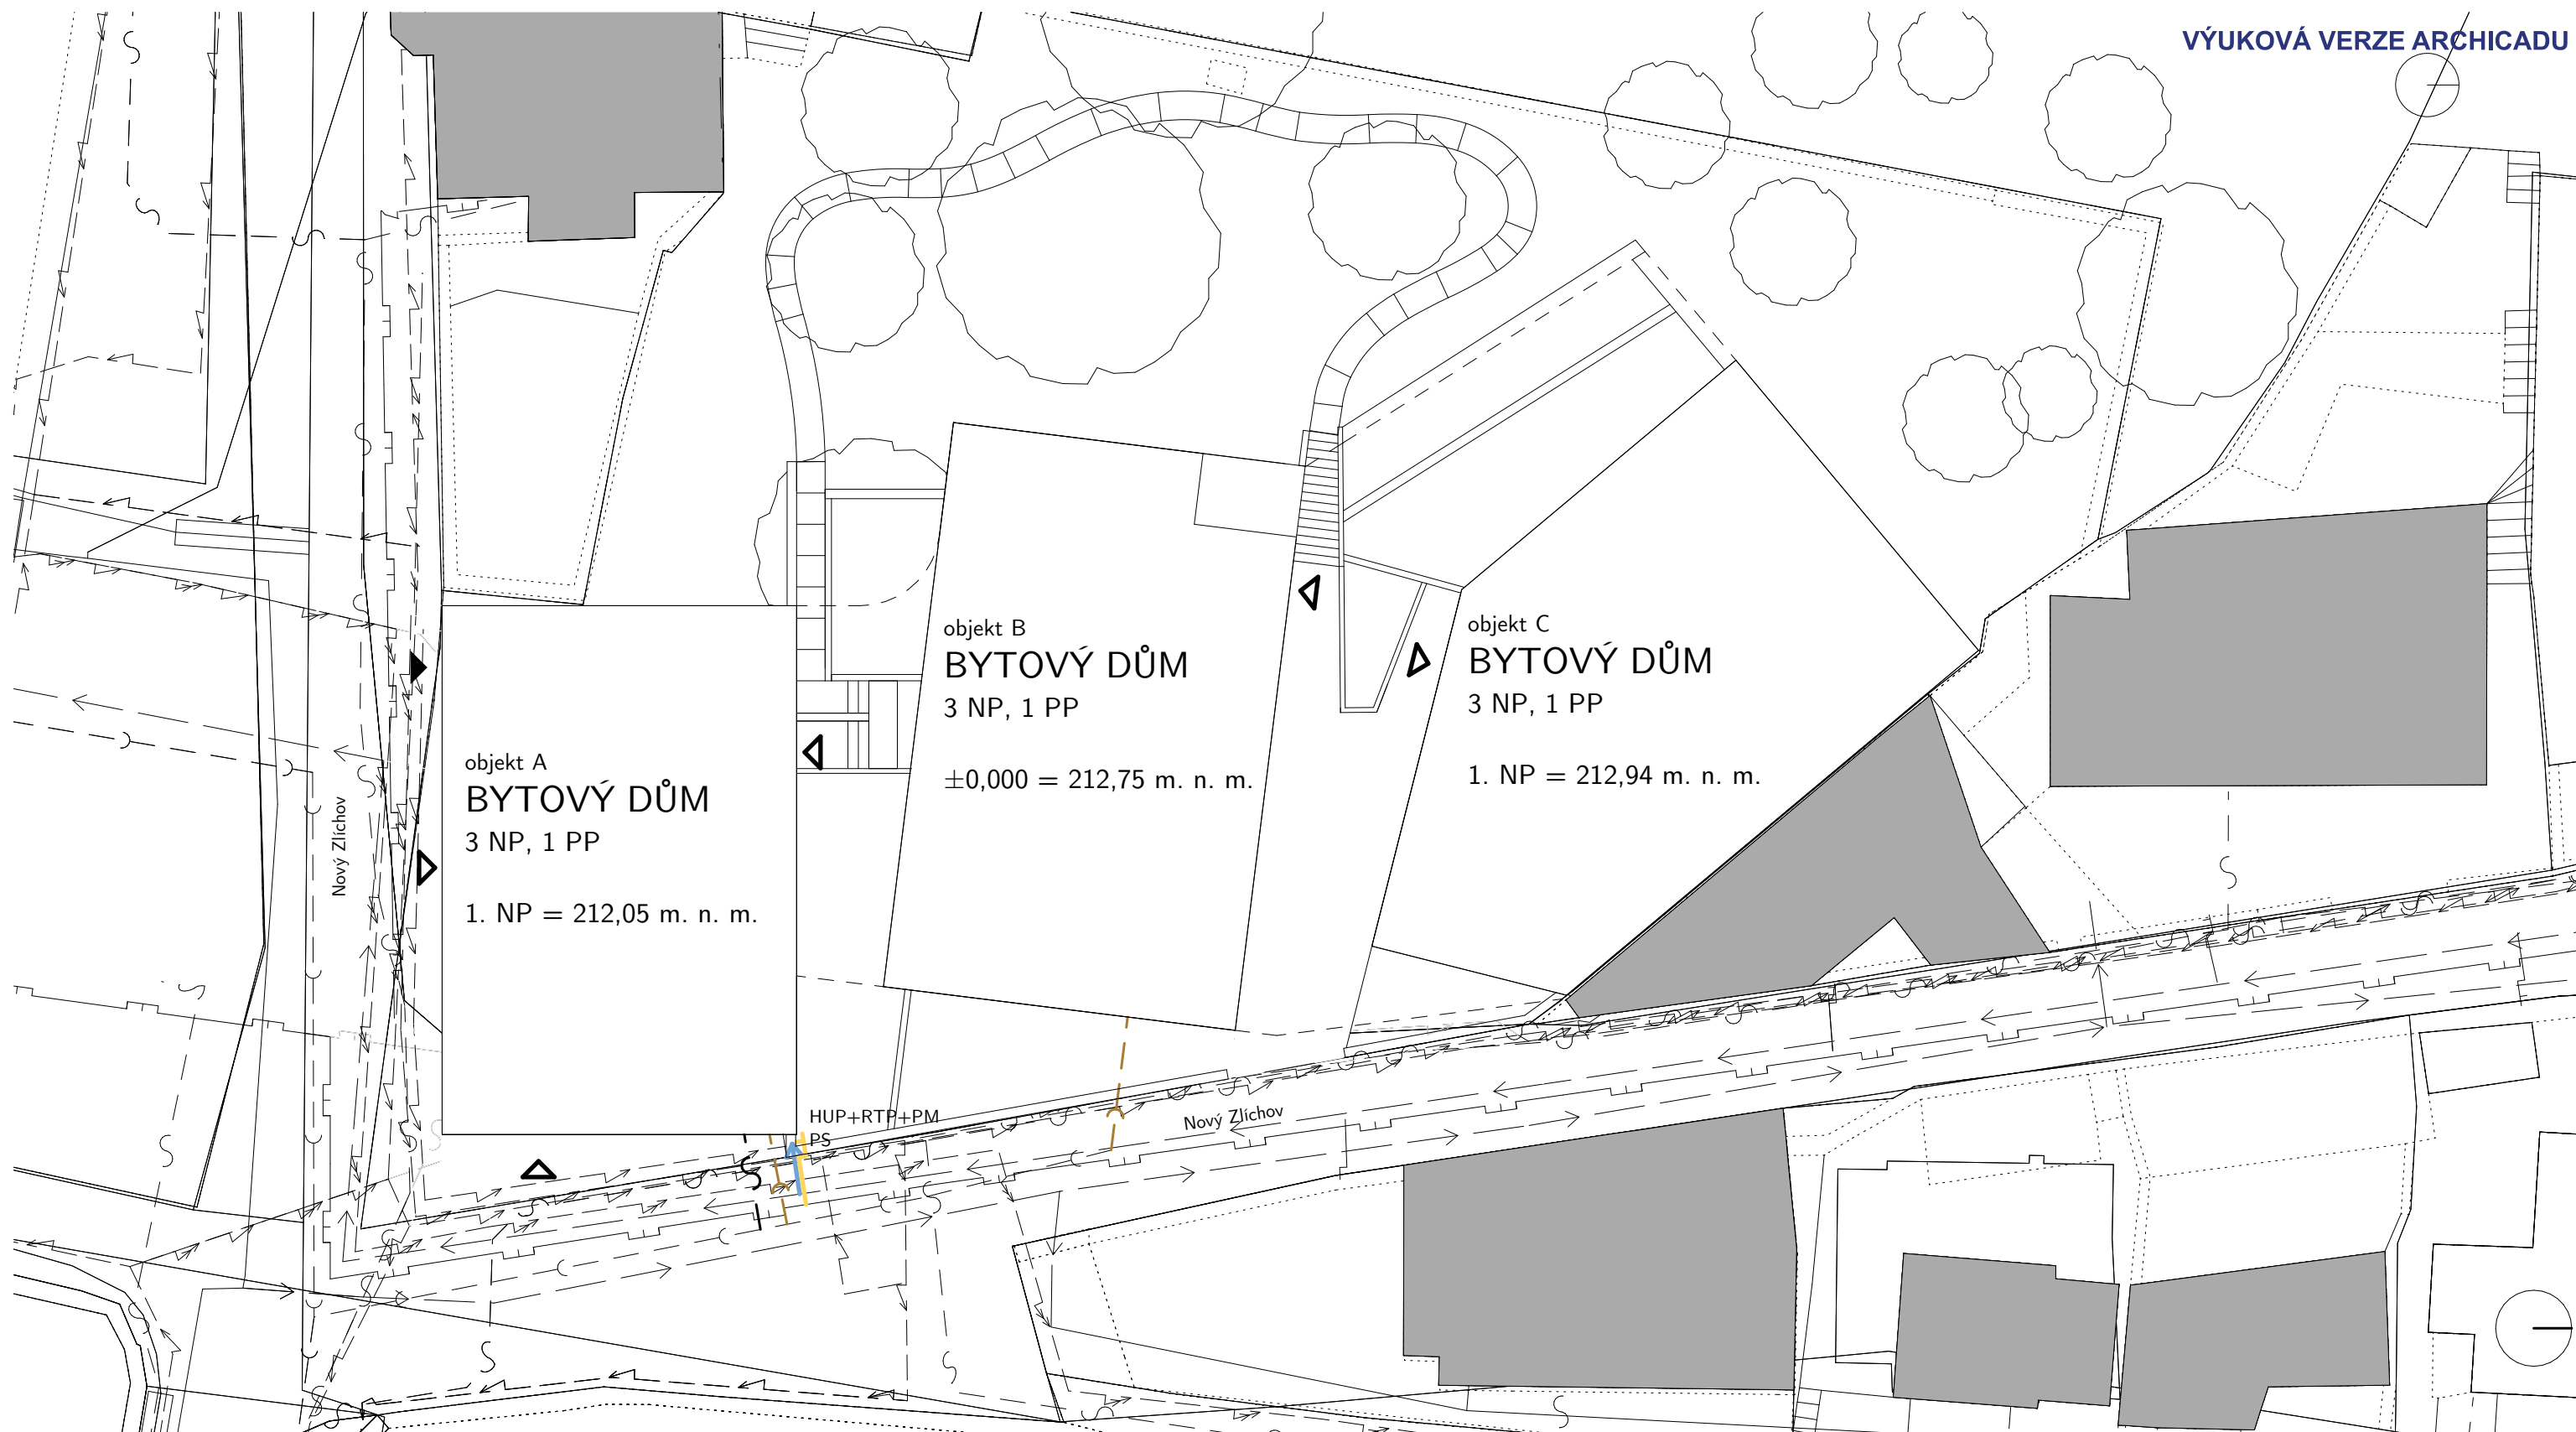 VÝUKOVÁ VERZE ARCHICADU
objekt A
BYTOVÝ DŮM
3 NP, 1 PP
1. NP = 212,05 m. n. m.
objekt B
BYTOVÝ DŮM
3 NP, 1 PP
±0,000 = 212,75 m. n. m.
objekt C
BYTOVÝ DŮM
3 NP, 1 PP
1. NP = 212,94 m. n. m.
Nový Zlíchov
HUP+RTP+PM
PS
Nový Zlíchov